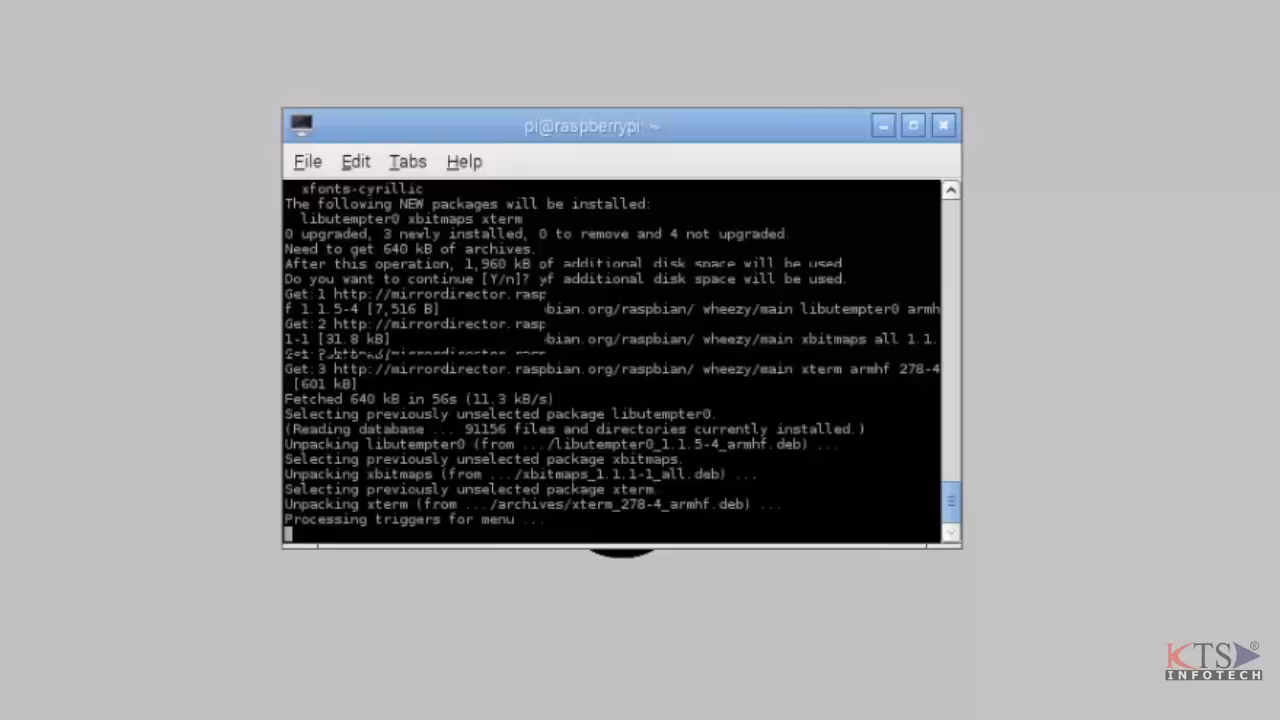 pi@raspberrypi: ~
File Edit Tabs Help
xfonts-cyrillic
The following NEW packages will be installed:
libutempter0 xbitmaps xterm
0 upgraded, 3 newly installed, 0 to remove and 4 not upgraded.
Need to get 640 kB of archives.
After this operation, 1,960 kB of additional disk space will be used
Do you want to continue [Y/n]? yf additional disk space will be used.
Get:1 http://mirrordirector.rasp
f 1.1.5-4 [7,516 B] bian.org/raspbian/ wheezy/main libutempter0 armh
Get:2 http://mirrordirector.rasp
1-1 [31.8 kB] bian.org/raspbian/ wheezy/main xbitmaps all 1.1.
Get:3 http://mirrordirector.raspbian.org/raspbian/ wheezy/main xterm armhf 278-4
[601 kB]
Fetched 640 kB in 56s (11.3 kB/s)
Selecting previously unselected package libutempter0.
(Reading database ... 91156 files and directories currently installed.)
Unpacking libutempter0 (from .../libutempter0_1.1.5-4_armhf.deb) ...
Selecting previously unselected package xbitmaps.
Unpacking xbitmaps (from .../xbitmaps_1.1.1-1_all.deb) ...
Selecting previously unselected package xterm.
Unpacking xterm (from .../archives/xterm_278-4_armhf.deb) ...
Processing triggers for menu ...
KTS®
INFOTECH